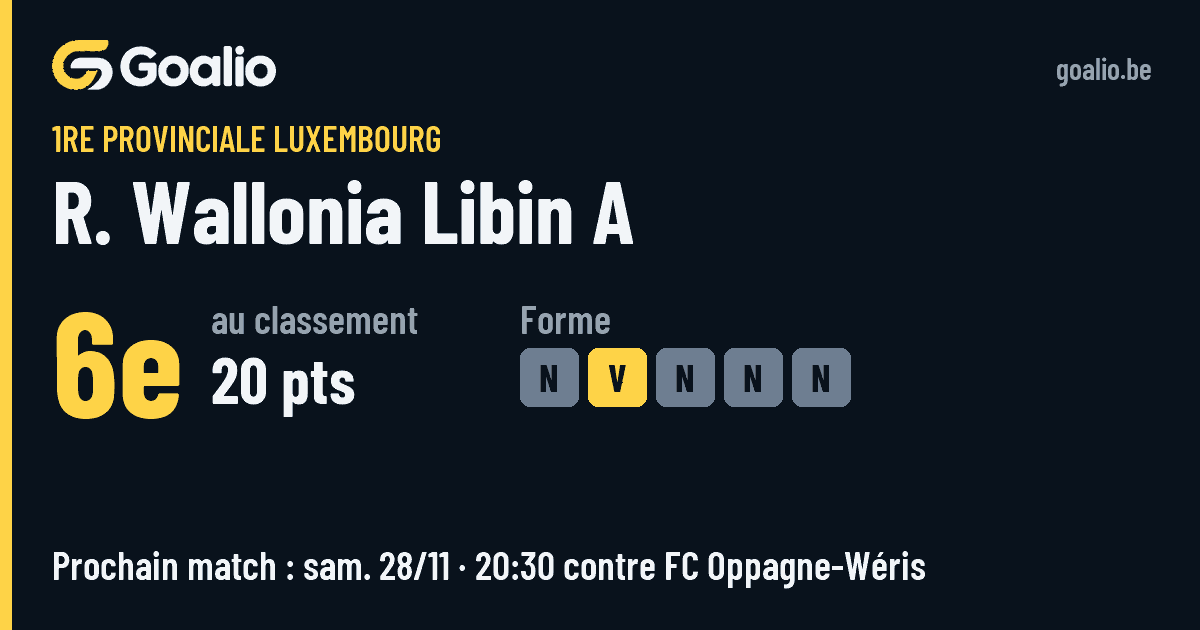 Goalio
goalio.be
1RE PROVINCIALE LUXEMBOURG
R. Wallonia Libin A
6e
au classement
20 pts
Forme
N V N N N
Prochain match : sam. 28/11 · 20:30 contre FC Oppagne-Wéris